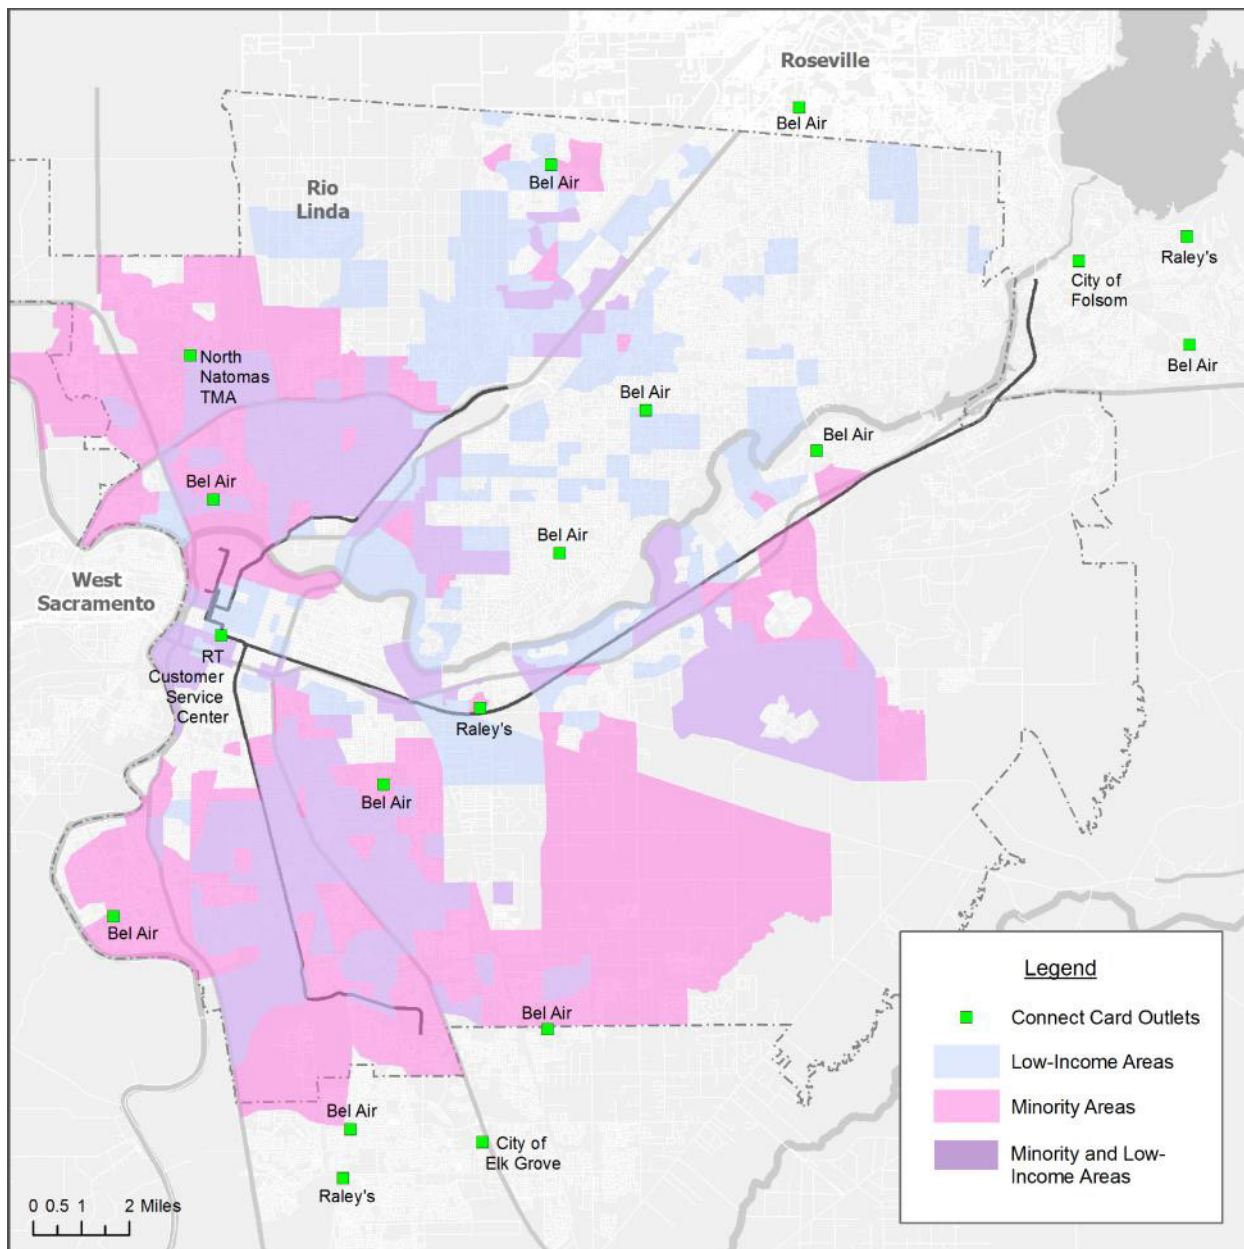 Roseville
Bel Air
Bel Air
Rio
Linda
Raley's
City of
Folsom
Bel Air
North
Natomas
TMA
Bel Air
Bel Air
Bel Air
Bel Air
West
Sacramento
RT
Customer
Service
Center
Raley's
Bel Air
Bel Air
Bel Air
Bel Air
City of
Elk Grove
Raley's
Legend
Connect Card Outlets
Low-Income Areas
Minority Areas
Minority and Low-
Income Areas
0 0.5 1 2 Miles